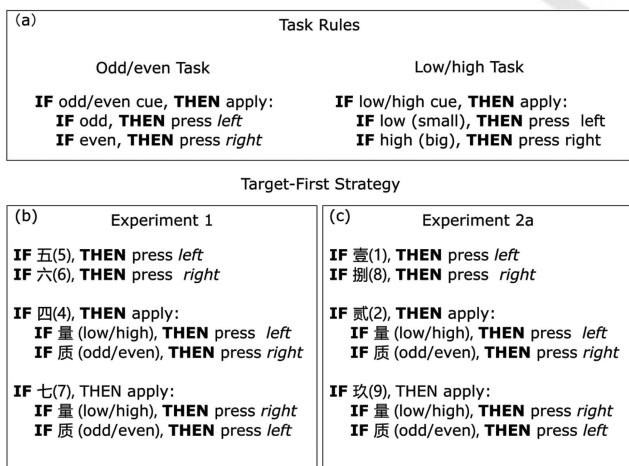 (a)
Task Rules
Odd/even Task
IF odd/even cue, THEN apply:
IF odd, THEN press left
IF even, THEN press right
Low/high Task
IF low/high cue, THEN apply:
IF low (small), THEN press left
IF high (big), THEN press right
Target-First Strategy
(b) Experiment 1
IF 五(5), THEN press left
IF 六(6), THEN press right
IF 四(4), THEN apply:
IF 量 (low/high), THEN press left
IF 质 (odd/even), THEN press right
IF 七(7), THEN apply:
IF 量 (low/high), THEN press right
IF 质 (odd/even), THEN press left
(c) Experiment 2a
IF 壹(1), THEN press left
IF 捌(8), THEN press right
IF 贰(2), THEN apply:
IF 量 (low/high), THEN press left
IF 质 (odd/even), THEN press right
IF 玖(9), THEN apply:
IF 量 (low/high), THEN press right
IF 质 (odd/even), THEN press left